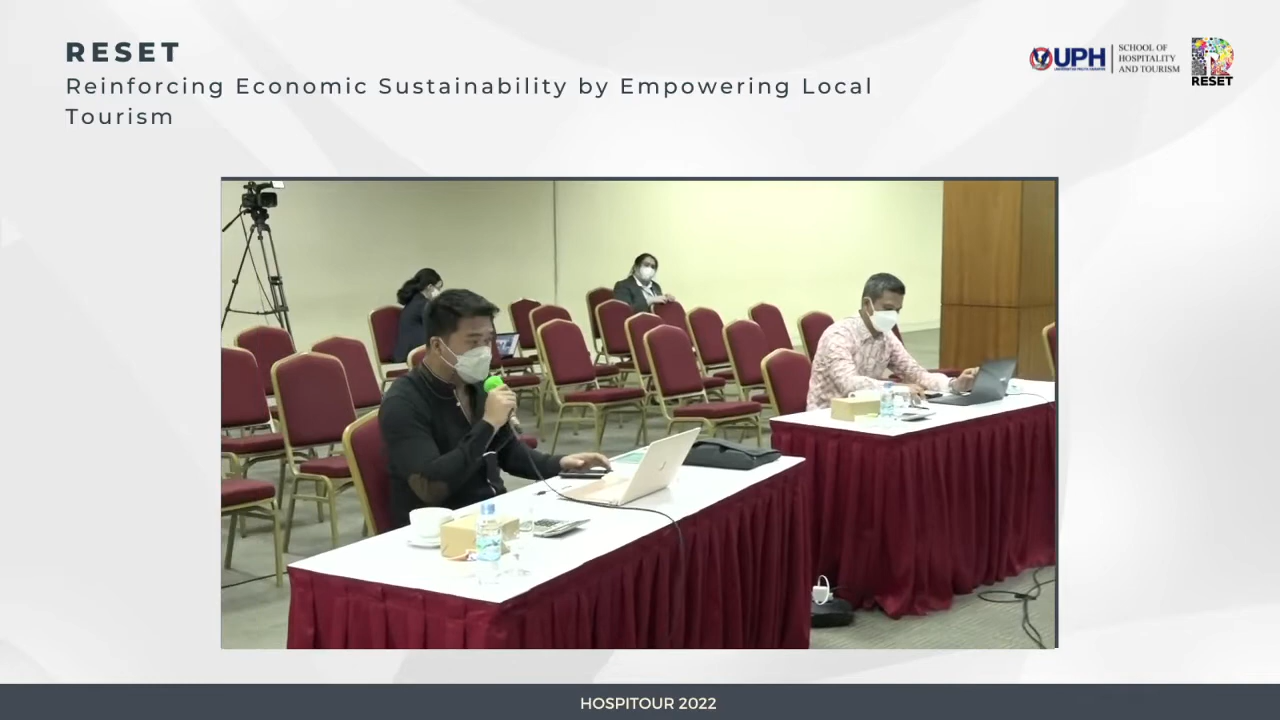 RESET
Reinforcing Economic Sustainability by Empowering Local
Tourism
UPH
SCHOOL OF
HOSPITALITY
AND TOURISM
RESET
HOSPITOUR 2022